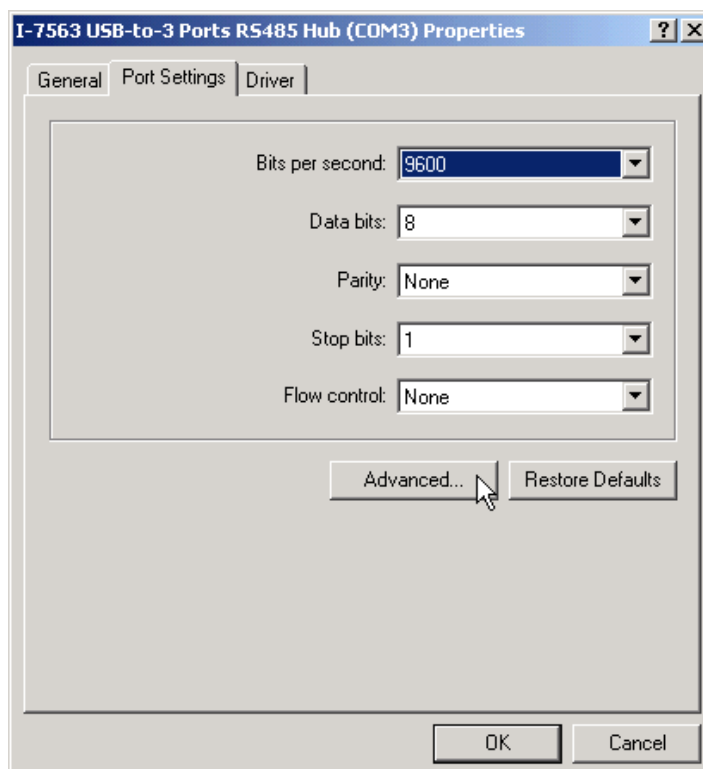 I-7563 USB-to-3 Ports RS485 Hub (COM3) Properties
General Port Settings Driver
Bits per second: 9600
Data bits: 8
Parity: None
Stop bits: 1
Flow control: None
Advanced... Restore Defaults
OK Cancel